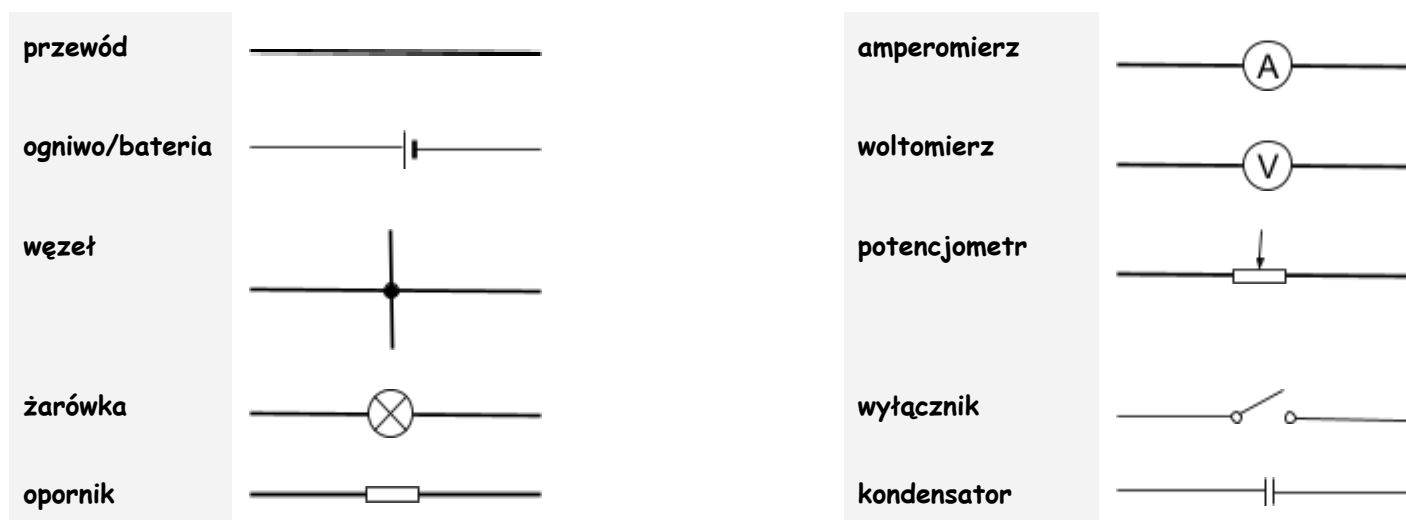 przewód
ogniwo/bateria
węzeł
żarówka
opornik
amperomierz
A
woltomierz
V
potencjometr
wyłącznik
kondensator